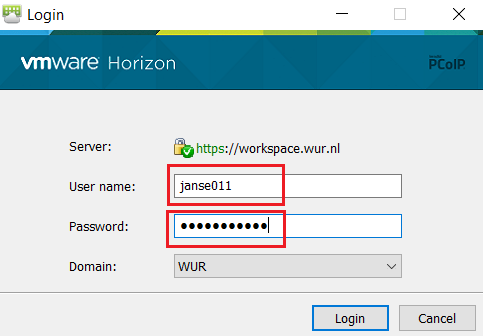 Login
vmware Horizon
PCoIP
Server: https://workspace.wur.nl
User name: janse011
Password: ●●●●●●●●●●●
Domain: WUR
Login Cancel